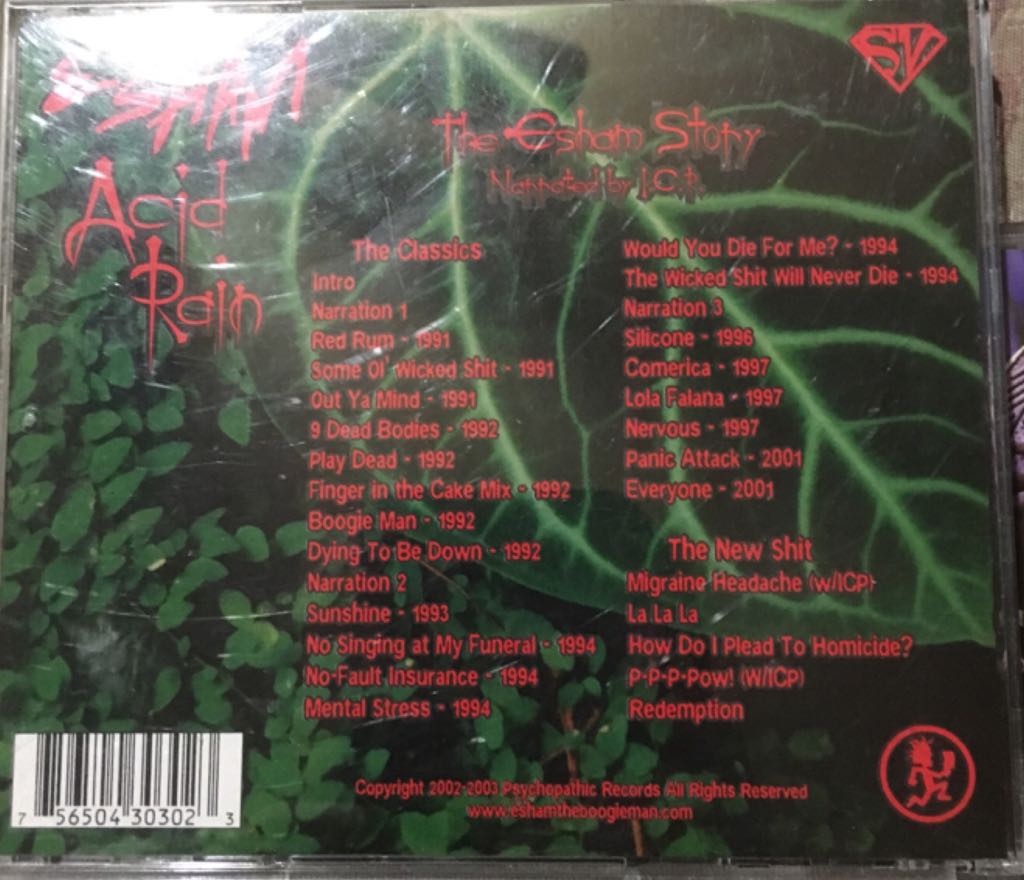 Esham
Acid
Rain
SV
The Esham Story
Narrated by I.C.P.
The Classics
Intro
Narration 1
Red Rum - 1991
Some Ol' Wicked Shit - 1991
Out Ya Mind - 1991
9 Dead Bodies - 1992
Play Dead - 1992
Finger in the Cake Mix - 1992
Boogie Man - 1992
Dying To Be Down - 1992
Narration 2
Sunshine - 1993
No Singing at My Funeral - 1994
No-Fault Insurance - 1994
Mental Stress - 1994
Would You Die For Me? - 1994
The Wicked Shit Will Never Die - 1994
Narration 3
Silicone - 1996
Comerica - 1997
Lola Falana - 1997
Nervous - 1997
Panic Attack - 2001
Everyone - 2001
The New Shit
Migraine Headache (w/ICP)
La La La
How Do I Plead To Homicide?
P-P-P-Pow! (W/ICP)
Redemption
Copyright 2002-2003 Psychopathic Records All Rights Reserved
www.eshamtheboogieman.com
7 56504 30302 3